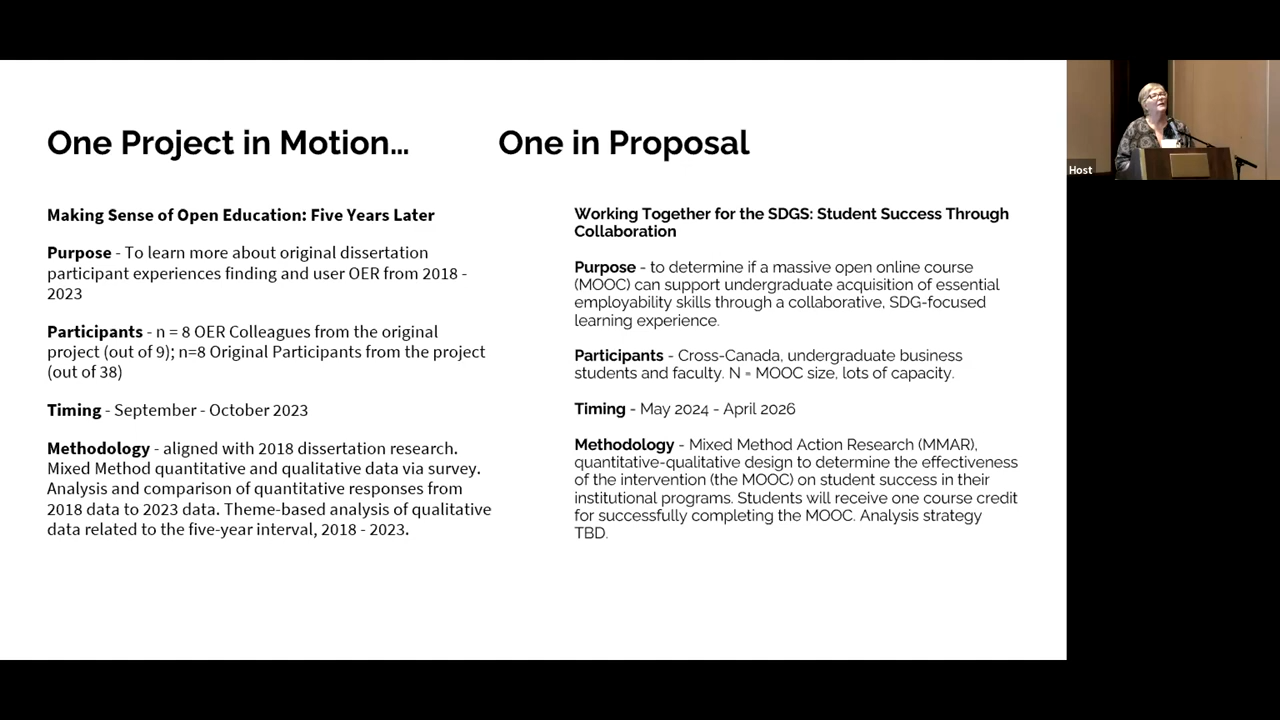 One Project in Motion...
One in Proposal
Making Sense of Open Education: Five Years Later
Purpose - To learn more about original dissertation
participant experiences finding and user OER from 2018 -
2023
Participants - n = 8 OER Colleagues from the original
project (out of 9); n=8 Original Participants from the project
(out of 38)
Timing - September - October 2023
Methodology - aligned with 2018 dissertation research.
Mixed Method quantitative and qualitative data via survey.
Analysis and comparison of quantitative responses from
2018 data to 2023 data. Theme-based analysis of qualitative
data related to the five-year interval, 2018 - 2023.
Working Together for the SDGS: Student Success Through
Collaboration
Purpose - to determine if a massive open online course
(MOOC) can support undergraduate acquisition of essential
employability skills through a collaborative, SDG-focused
learning experience.
Participants - Cross-Canada, undergraduate business
students and faculty. N = MOOC size, lots of capacity.
Timing - May 2024 - April 2026
Methodology - Mixed Method Action Research (MMAR),
quantitative-qualitative design to determine the effectiveness
of the intervention (the MOOC) on student success in their
institutional programs. Students will receive one course credit
for successfully completing the MOOC. Analysis strategy
TBD.
Host